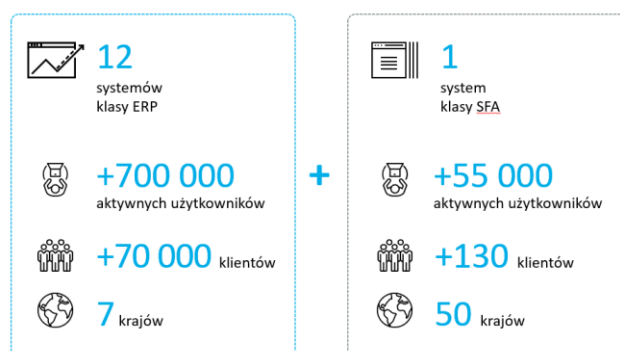 12
systemów
klasy ERP
+700 000
aktywnych użytkowników
+70 000 klientów
7 krajów
+
1
system
klasy SFA
+55 000
aktywnych użytkowników
+130 klientów
50 krajów